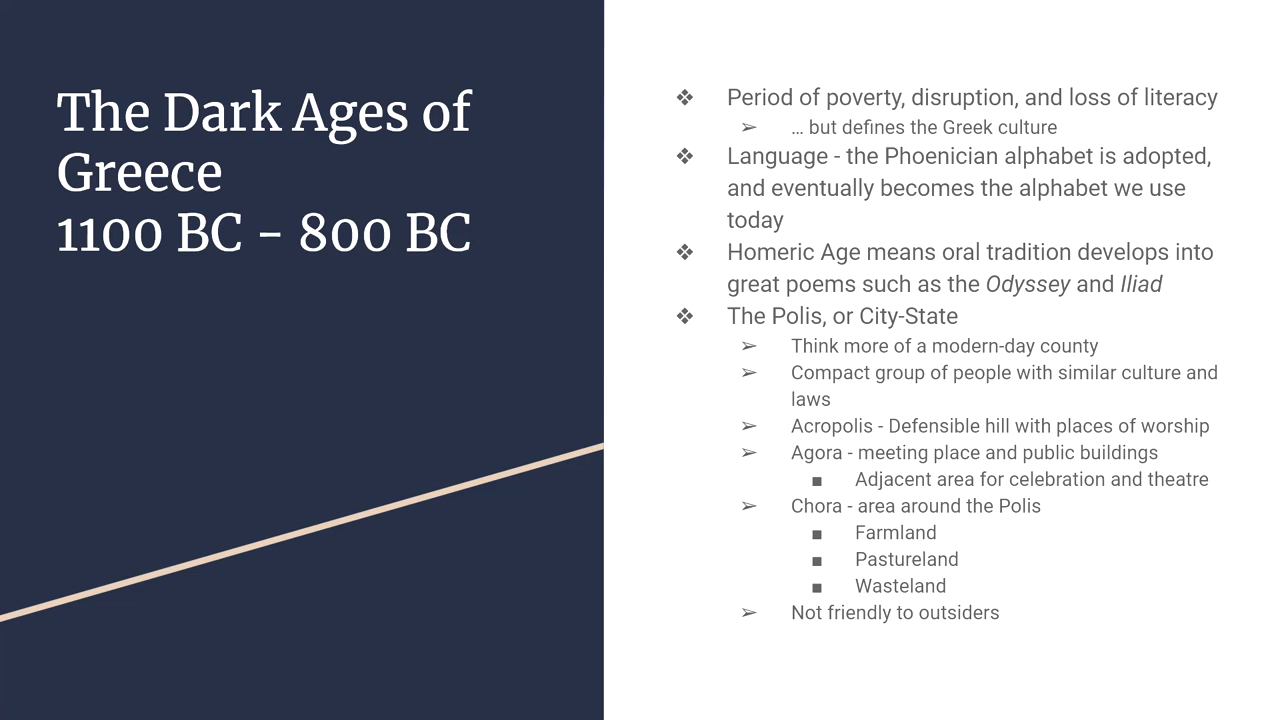 The Dark Ages of
Greece
1100 BC – 800 BC
❖ Period of poverty, disruption, and loss of literacy
➢ … but defines the Greek culture
❖ Language - the Phoenician alphabet is adopted,
and eventually becomes the alphabet we use
today
❖ Homeric Age means oral tradition develops into
great poems such as the Odyssey and Iliad
❖ The Polis, or City-State
➢ Think more of a modern-day county
➢ Compact group of people with similar culture and
laws
➢ Acropolis - Defensible hill with places of worship
➢ Agora - meeting place and public buildings
■ Adjacent area for celebration and theatre
➢ Chora - area around the Polis
■ Farmland
■ Pastureland
■ Wasteland
➢ Not friendly to outsiders